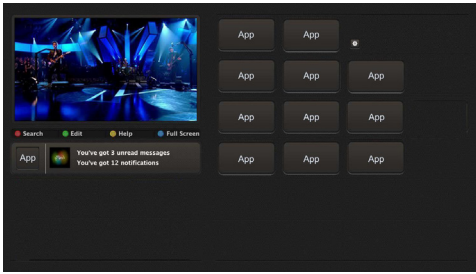 App App
App App App
App App App
App App App
Search Edit Help Full Screen
App
You've got 3 unread messages
You've got 12 notifications